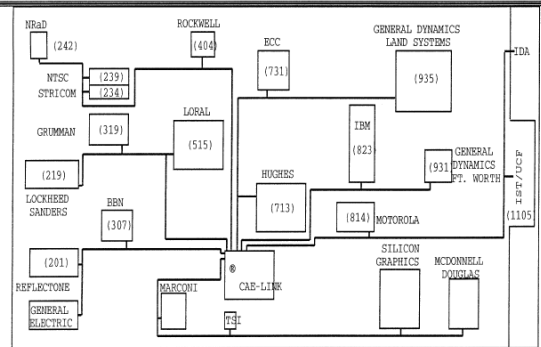 NRaD
(242)
ROCKWELL
(404)
ECC
(731)
GENERAL DYNAMICS
LAND SYSTEMS
(935)
IDA
NTSC
(239)
STRICOM
(234)
GRUMMAN
(319)
LORAL
(515)
IBM
(823)
(931)
GENERAL
DYNAMICS
FT. WORTH
IST/UCF
(1105)
(219)
LOCKHEED
SANDERS
BBN
(307)
HUGHES
(713)
(814)
MOTOROLA
(201)
REFLECTONE
GENERAL
ELECTRIC
®
CAE-LINK
MARCONI
TSI
SILICON
GRAPHICS
MCDONNELL
DOUGLAS